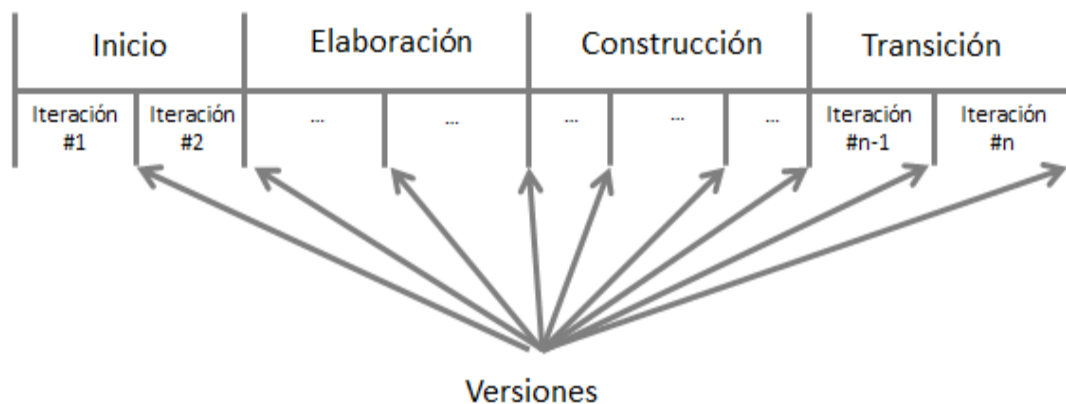 Inicio Elaboración Construcción Transición
Iteración Iteración ... ... ... ... ... Iteración Iteración
#1 #2 #n-1 #n
Versiones